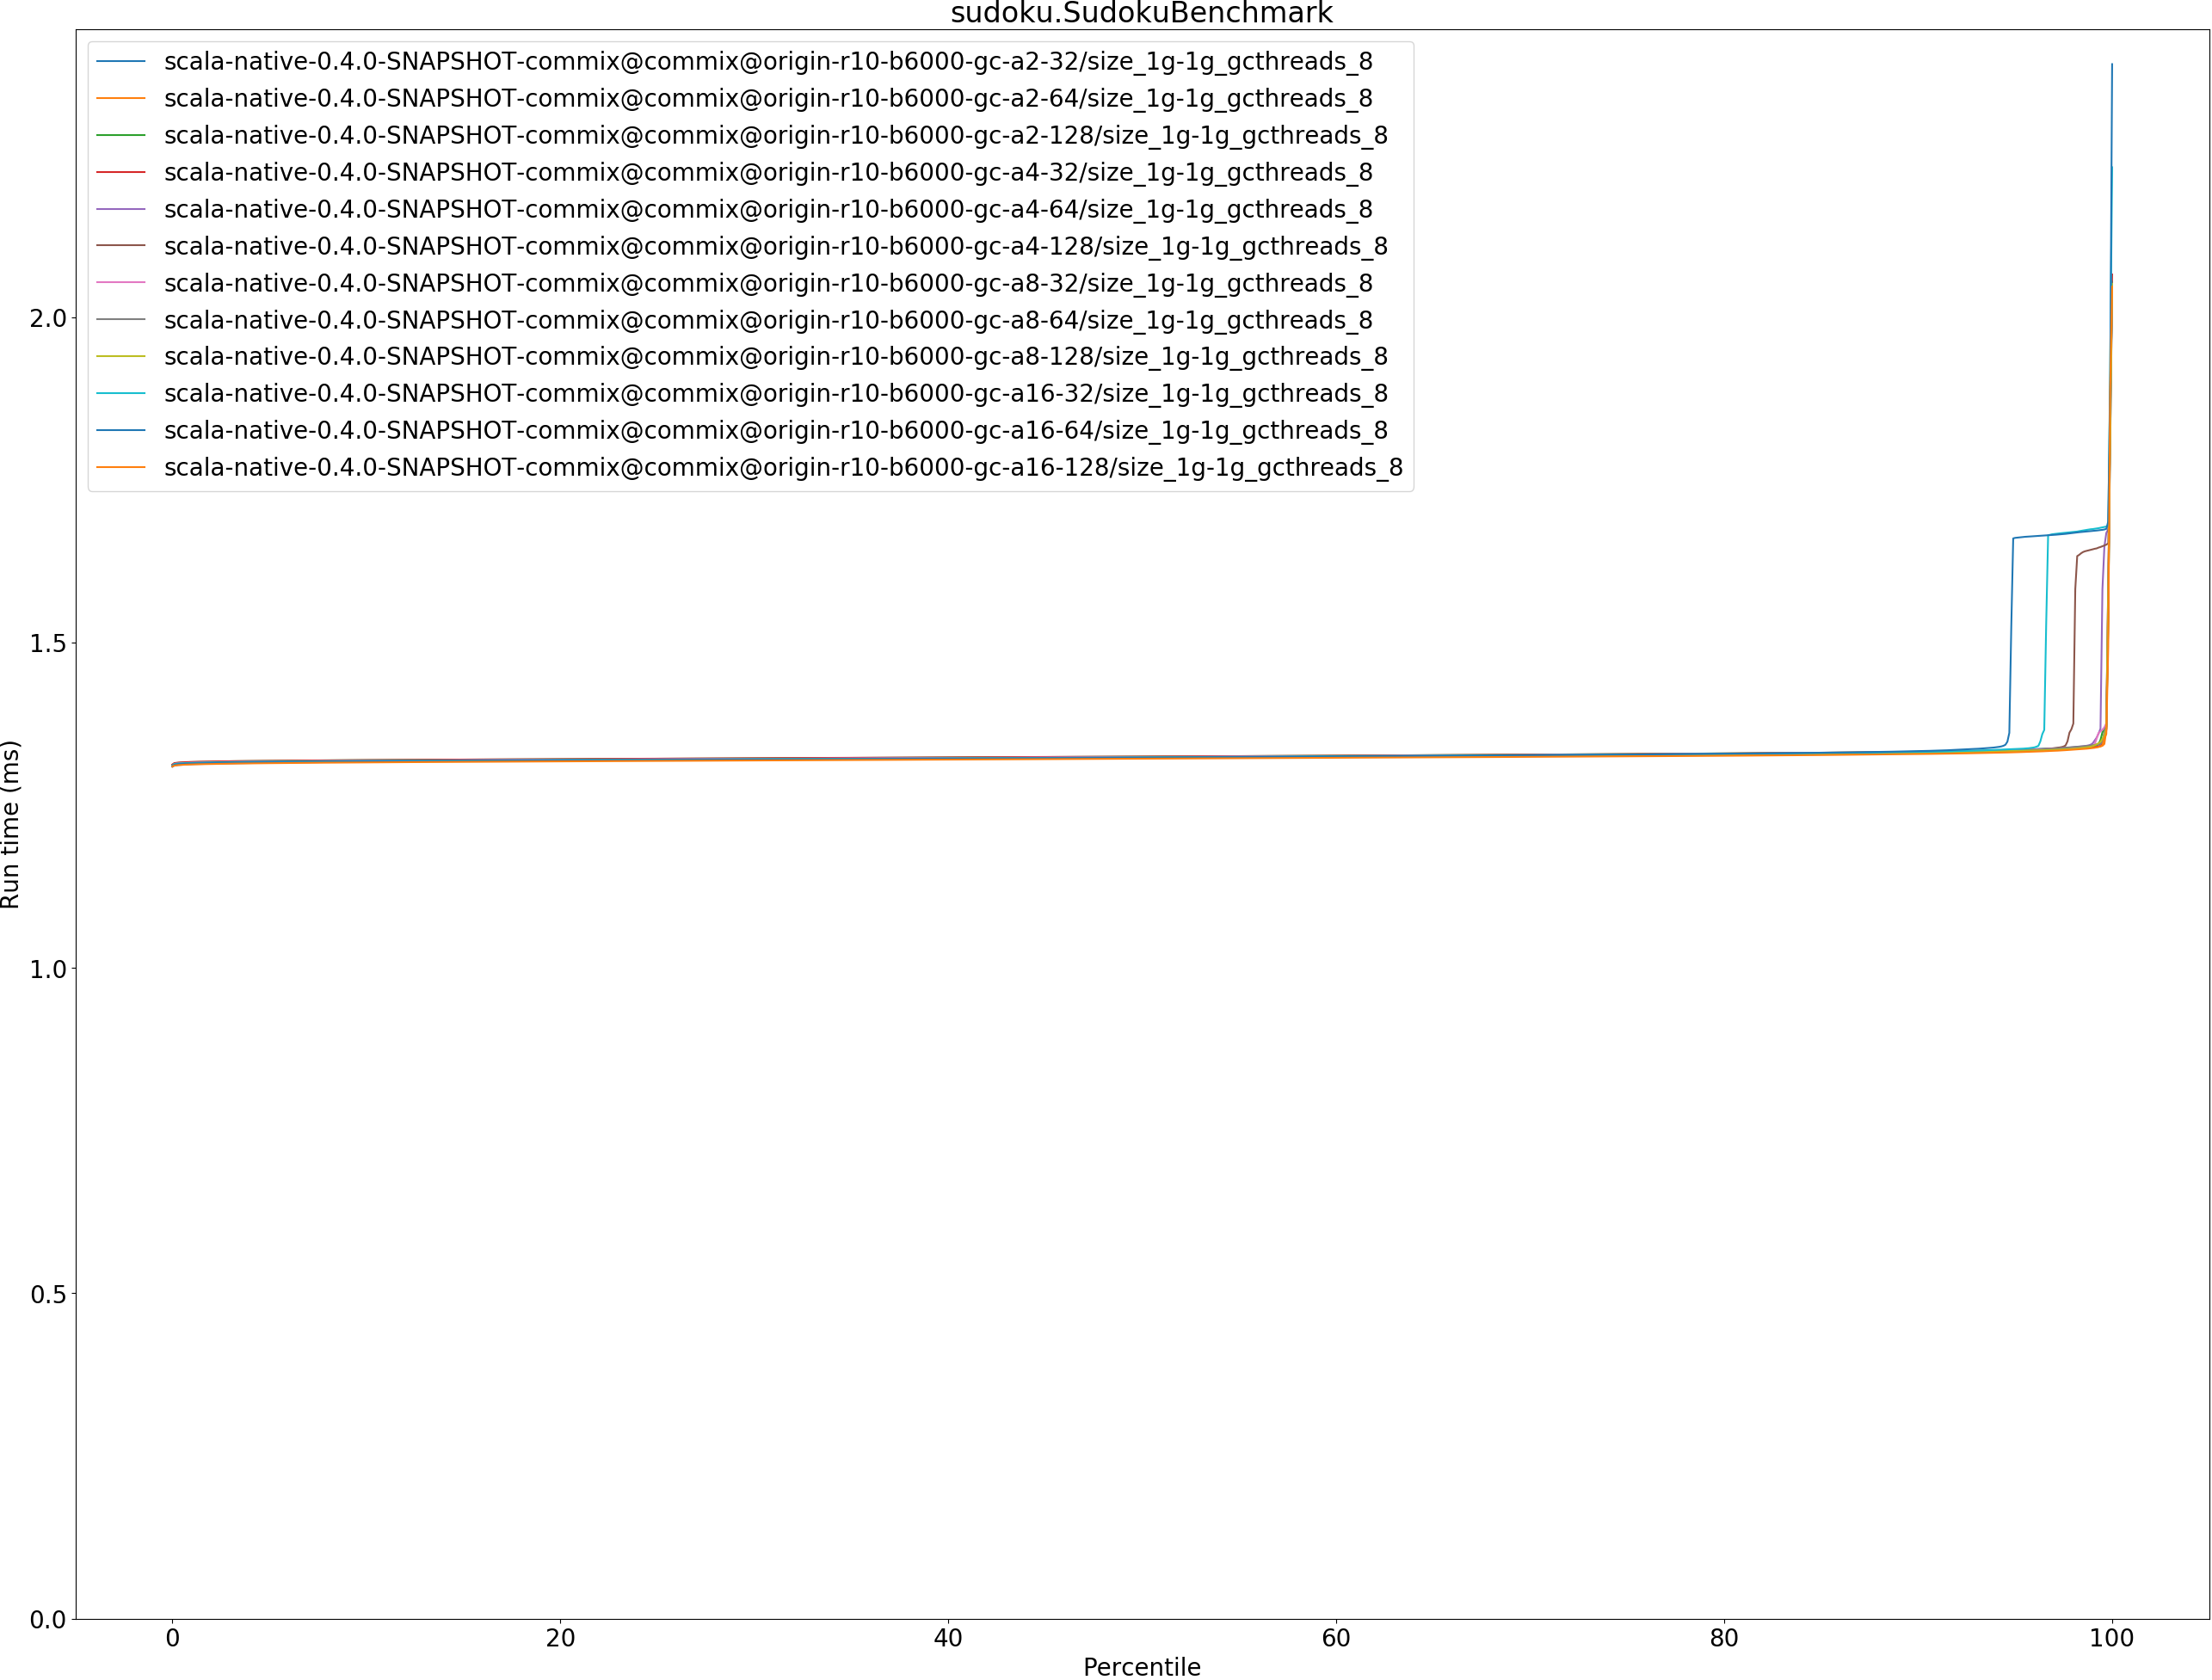 sudoku.SudokuBenchmark
scala-native-0.4.0-SNAPSHOT-commix@commix@origin-r10-b6000-gc-a2-32/size_1g-1g_gcthreads_8
scala-native-0.4.0-SNAPSHOT-commix@commix@origin-r10-b6000-gc-a2-64/size_1g-1g_gcthreads_8
scala-native-0.4.0-SNAPSHOT-commix@commix@origin-r10-b6000-gc-a2-128/size_1g-1g_gcthreads_8
scala-native-0.4.0-SNAPSHOT-commix@commix@origin-r10-b6000-gc-a4-32/size_1g-1g_gcthreads_8
scala-native-0.4.0-SNAPSHOT-commix@commix@origin-r10-b6000-gc-a4-64/size_1g-1g_gcthreads_8
scala-native-0.4.0-SNAPSHOT-commix@commix@origin-r10-b6000-gc-a4-128/size_1g-1g_gcthreads_8
scala-native-0.4.0-SNAPSHOT-commix@commix@origin-r10-b6000-gc-a8-32/size_1g-1g_gcthreads_8
scala-native-0.4.0-SNAPSHOT-commix@commix@origin-r10-b6000-gc-a8-64/size_1g-1g_gcthreads_8
scala-native-0.4.0-SNAPSHOT-commix@commix@origin-r10-b6000-gc-a8-128/size_1g-1g_gcthreads_8
scala-native-0.4.0-SNAPSHOT-commix@commix@origin-r10-b6000-gc-a16-32/size_1g-1g_gcthreads_8
scala-native-0.4.0-SNAPSHOT-commix@commix@origin-r10-b6000-gc-a16-64/size_1g-1g_gcthreads_8
scala-native-0.4.0-SNAPSHOT-commix@commix@origin-r10-b6000-gc-a16-128/size_1g-1g_gcthreads_8
2.0
1.5
1.0
0.5
0.0
Run time (ms)
0 20 40 60 80 100
Percentile